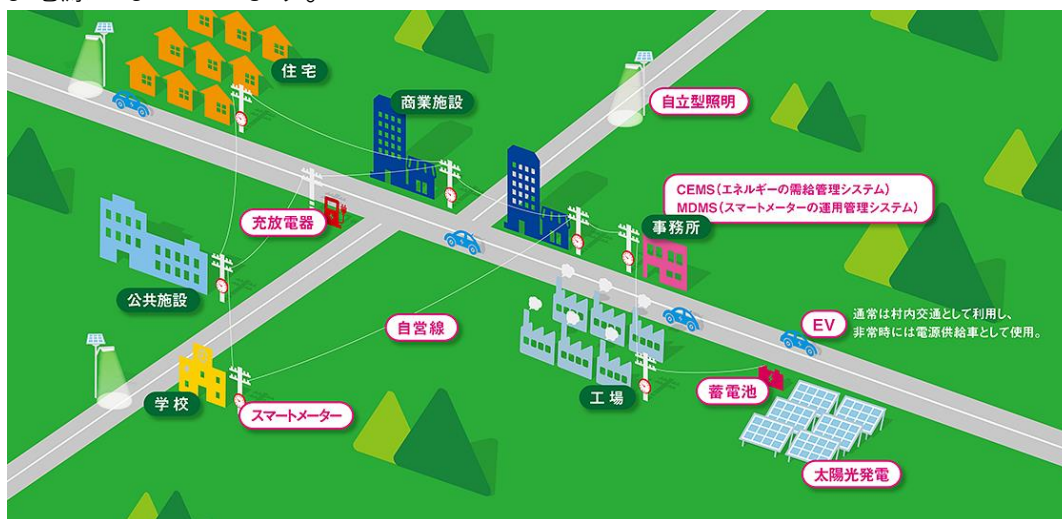 住宅
商業施設
自立型照明
CEMS（エネルギーの需給管理システム）
MDMS（スマートメーターの運用管理システム）
充放電器
事務所
公共施設
自営線
EV
通常は村内交通として利用し、
非常時には電源供給車として使用。
学校
スマートメーター
工場
蓄電池
太陽光発電